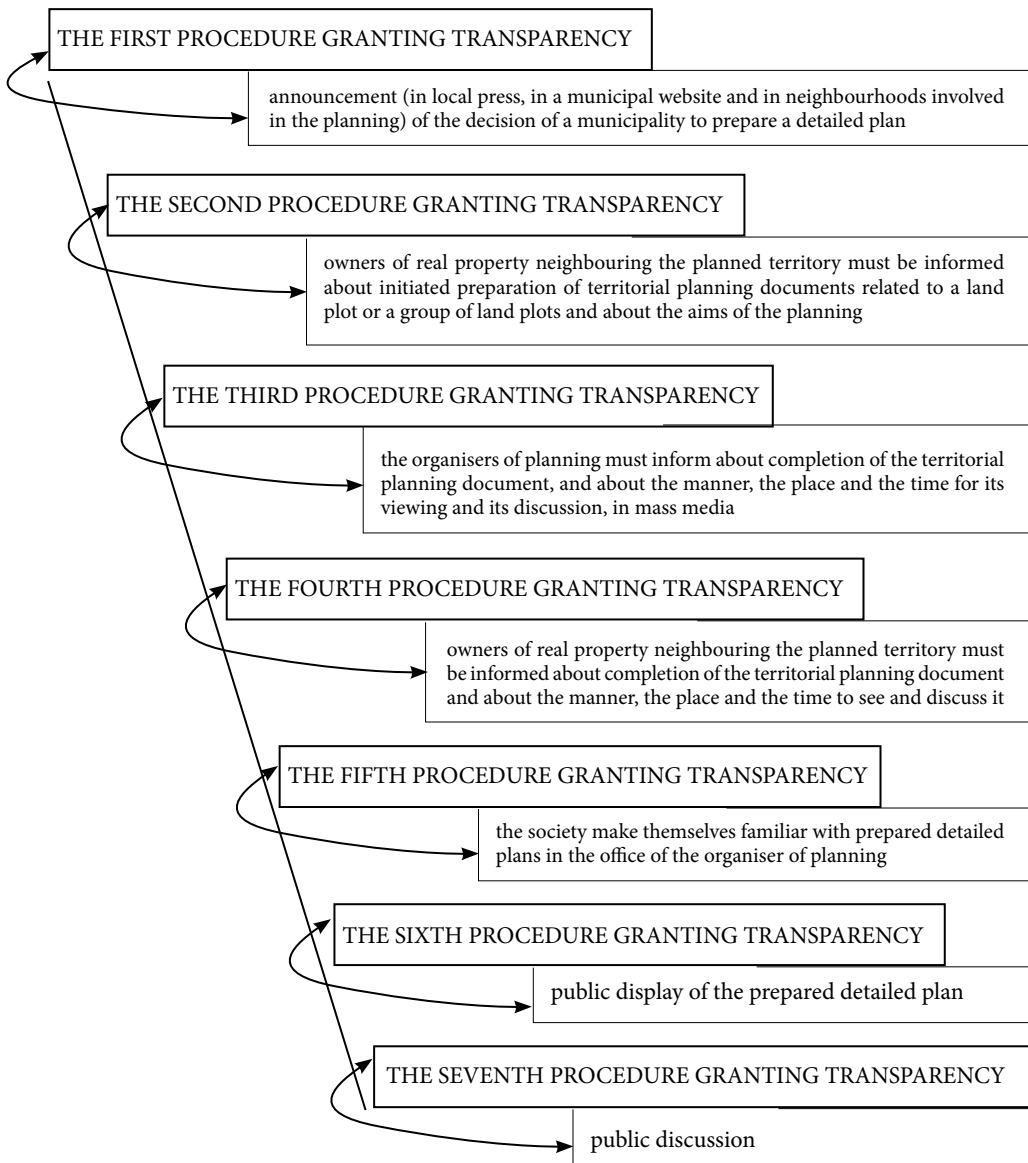 THE FIRST PROCEDURE GRANTING TRANSPARENCY
announcement (in local press, in a municipal website and in neighbourhoods involved
in the planning) of the decision of a municipality to prepare a detailed plan
THE SECOND PROCEDURE GRANTING TRANSPARENCY
owners of real property neighbouring the planned territory must be informed
about initiated preparation of territorial planning documents related to a land
plot or a group of land plots and about the aims of the planning
THE THIRD PROCEDURE GRANTING TRANSPARENCY
the organisers of planning must inform about completion of the territorial
planning document, and about the manner, the place and the time for its
viewing and its discussion, in mass media
THE FOURTH PROCEDURE GRANTING TRANSPARENCY
owners of real property neighbouring the planned territory must
be informed about completion of the territorial planning document
and about the manner, the place and the time to see and discuss it
THE FIFTH PROCEDURE GRANTING TRANSPARENCY
the society make themselves familiar with prepared detailed
plans in the office of the organiser of planning
THE SIXTH PROCEDURE GRANTING TRANSPARENCY
public display of the prepared detailed plan
THE SEVENTH PROCEDURE GRANTING TRANSPARENCY
public discussion